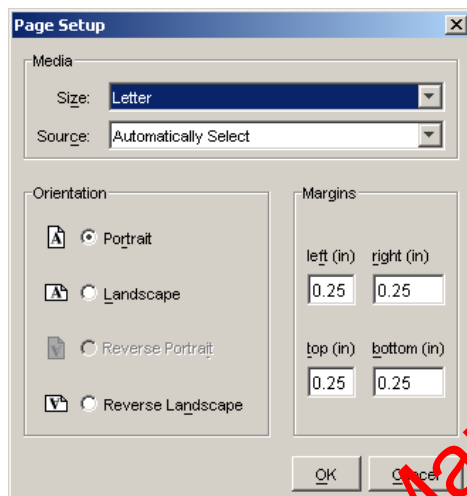 Page Setup
Media
Size: Letter
Source: Automatically Select
Orientation
Portrait
Landscape
Reverse Portrait
Reverse Landscape
Margins
left (in) right (in)
0.25 0.25
top (in) bottom (in)
0.25 0.25
OK